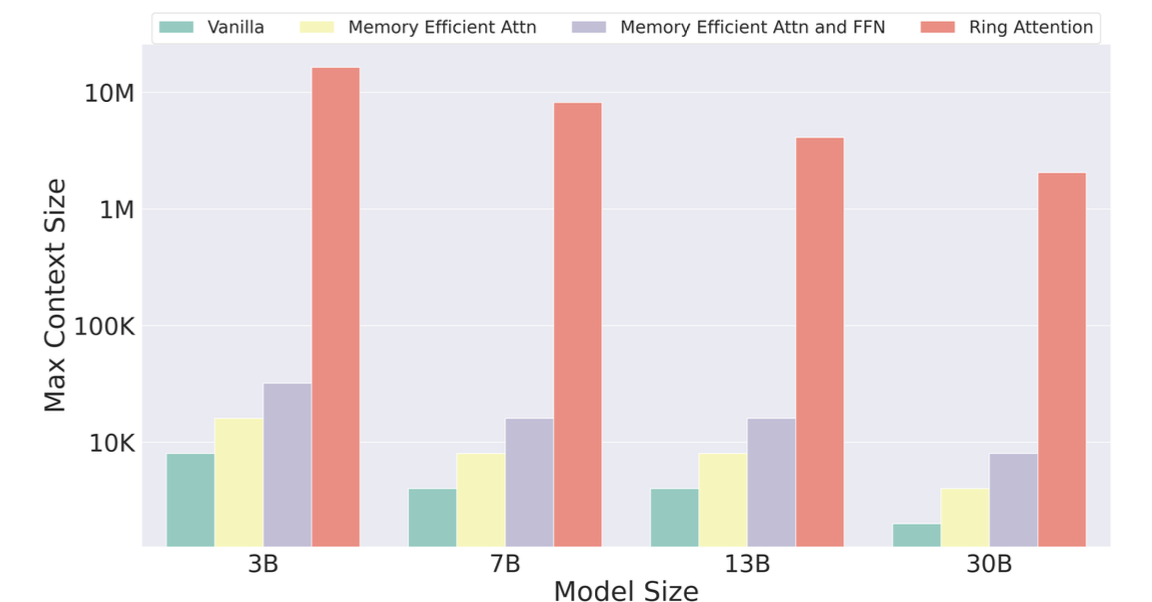 Vanilla Memory Efficient Attn Memory Efficient Attn and FFN Ring Attention
10M
1M
100K
10K
Max Context Size
3B 7B 13B 30B
Model Size